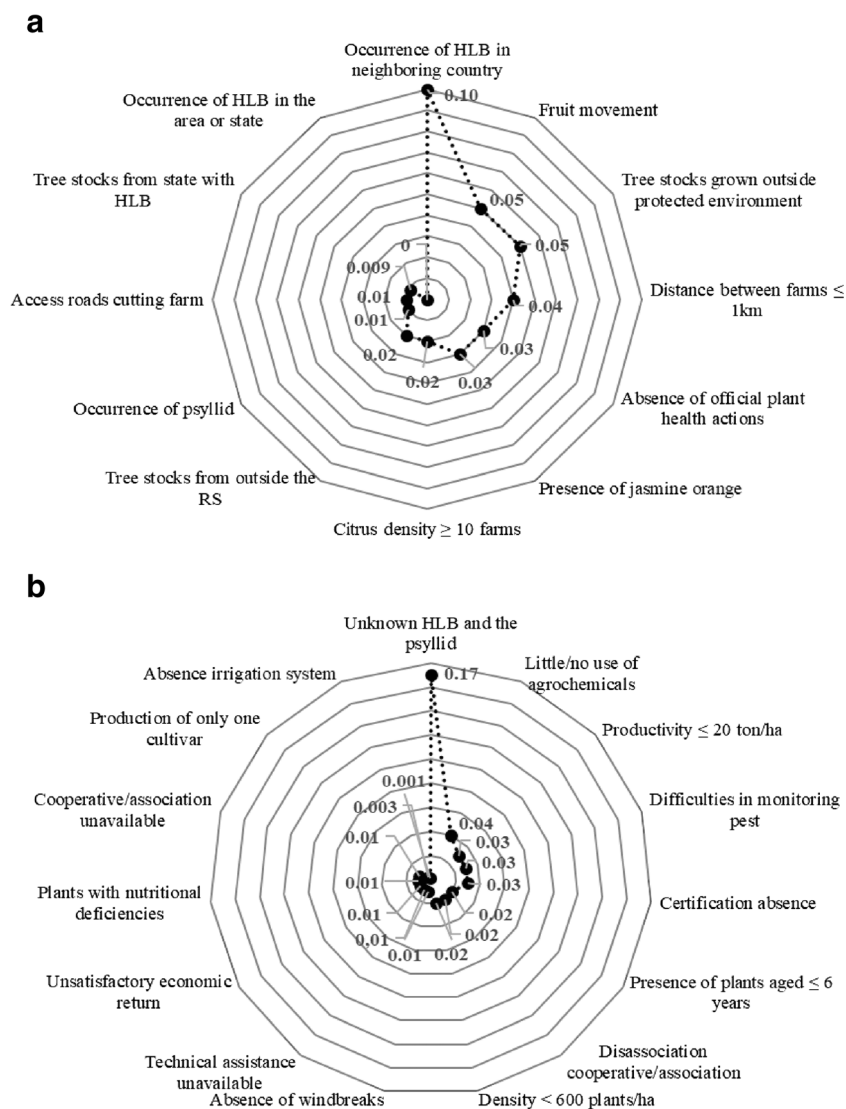 a
Occurrence of HLB in
neighboring country
0.10
Occurrence of HLB in the
area or state
Fruit movement
Tree stocks from state with
HLB
Tree stocks grown outside
protected environment
0.05
0
0.05
0.009
Access roads cutting farm
0.01
0.04
Distance between farms ≤
1km
0.01
0.03
0.02
0.02
0.03
Occurrence of psyllid
Absence of official plant
health actions
Tree stocks from outside the
RS
Presence of jasmine orange
Citrus density ≥ 10 farms
b
Unknown HLB and the
psyllid
0.17
Absence irrigation system
Little/no use of
agrochemicals
Production of only one
cultivar
Productivity ≤ 20 ton/ha
0.001
0.003
Cooperative/association
unavailable
Difficulties in monitoring
pest
0.04
0.01
0.03
0.03
Plants with nutritional
deficiencies
0.01
0.03
Certification absence
0.01
0.02
0.01
0.01
0.02
0.02
Unsatisfactory economic
return
Presence of plants aged ≤ 6
years
Technical assistance
unavailable
Disassociation
cooperative/association
Absence of windbreaks
Density < 600 plants/ha